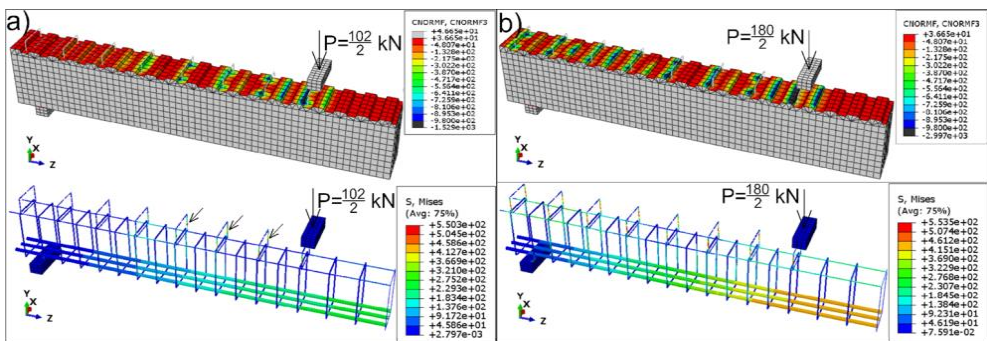 a)
P=102/2 kN
CNORMF, CNORMF3
+4.665e+01
+3.665e+01
-4.807e+01
-1.328e+02
-2.175e+02
-3.022e+02
-3.870e+02
-4.717e+02
-5.564e+02
-6.411e+02
-7.259e+02
-8.106e+02
-8.953e+02
-9.800e+02
-1.529e+03
Y
X
Z
P=102/2 kN
S, Mises
(Avg: 75%)
+5.503e+02
+5.045e+02
+4.586e+02
+4.127e+02
+3.669e+02
+3.210e+02
+2.752e+02
+2.293e+02
+1.834e+02
+1.376e+02
+9.172e+01
+4.586e+01
+2.797e-03
Y
X
Z
b)
P=180/2 kN
CNORMF, CNORMF3
+3.665e+01
-4.807e+01
-1.328e+02
-2.175e+02
-3.022e+02
-3.870e+02
-4.717e+02
-5.564e+02
-6.411e+02
-7.259e+02
-8.106e+02
-8.953e+02
-9.800e+02
-2.997e+03
Y
X
Z
P=180/2 kN
S, Mises
(Avg: 75%)
+5.535e+02
+5.074e+02
+4.612e+02
+4.151e+02
+3.690e+02
+3.229e+02
+2.768e+02
+2.307e+02
+1.845e+02
+1.384e+02
+9.231e+01
+4.619e+01
+7.591e-02
Y
X
Z